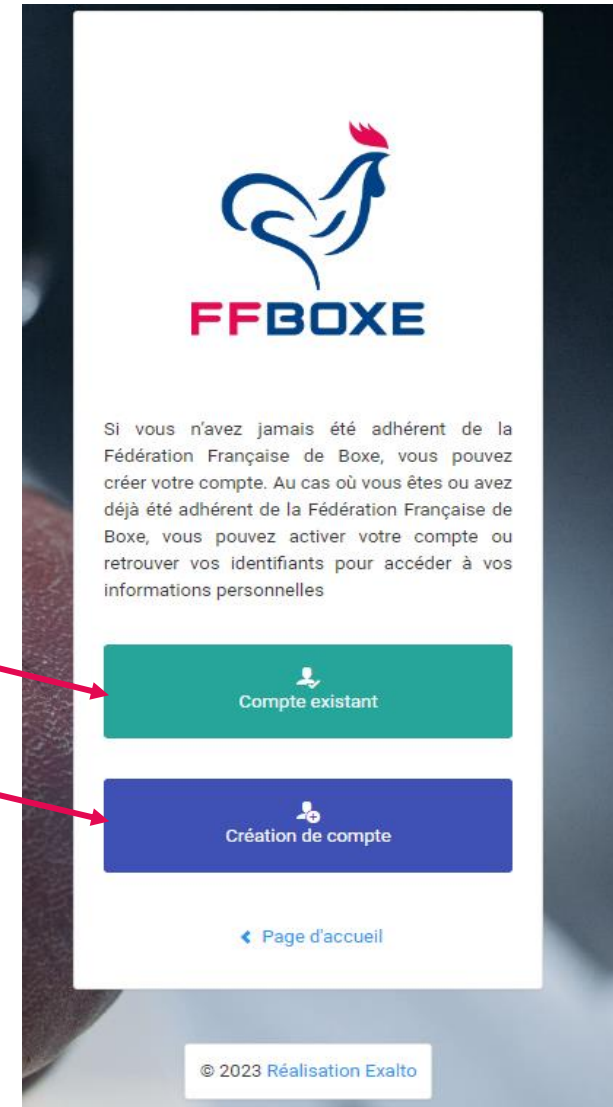 FFBOXE
Si vous n'avez jamais été adhérent de la
Fédération Française de Boxe, vous pouvez
créer votre compte. Au cas où vous êtes ou avez
déjà été adhérent de la Fédération Française de
Boxe, vous pouvez activer votre compte ou
retrouver vos identifiants pour accéder à vos
informations personnelles
Compte existant
Création de compte
Page d'accueil
© 2023 Réalisation Exalto